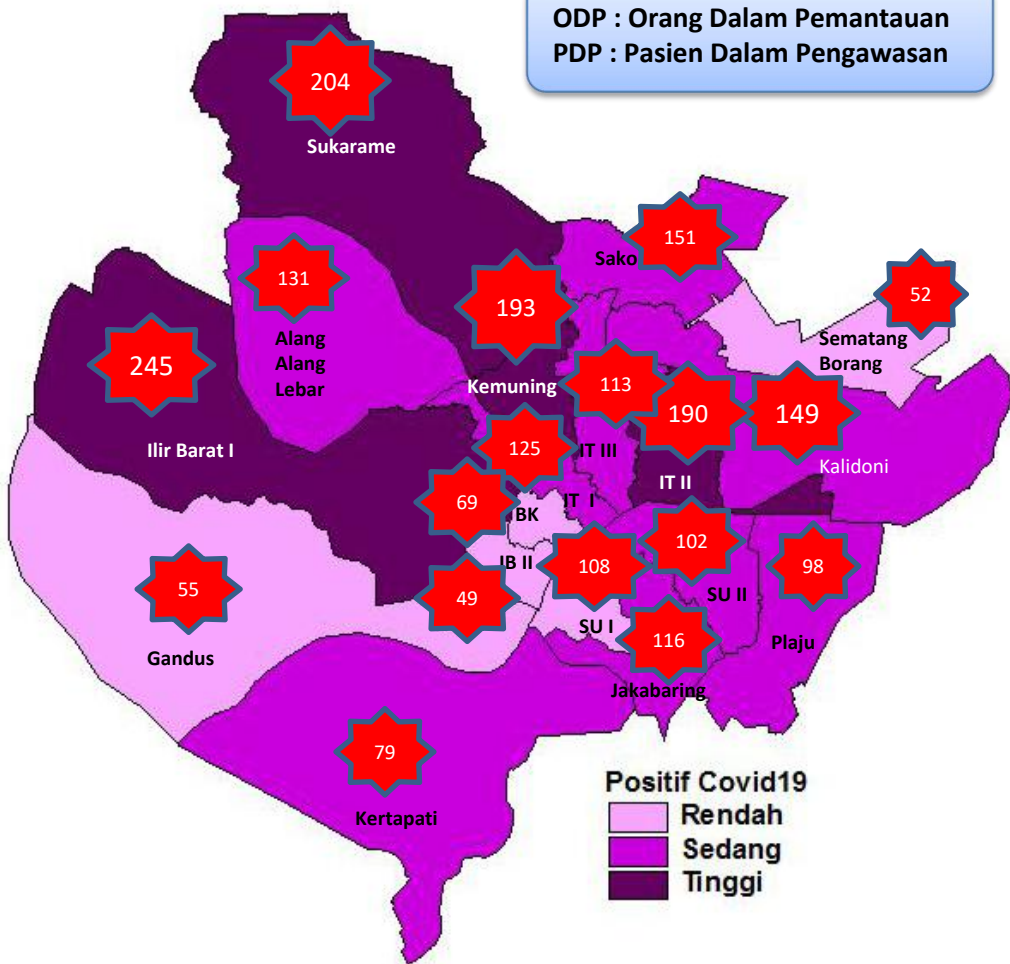 ODP : Orang Dalam Pemantauan
PDP : Pasien Dalam Pengawasan
204
Sukarame
151
Sako
131
Alang
Alang
Lebar
52
Sematang
Borang
193
Kemuning
245
Ilir Barat I
113
190
149
Kalidoni
125
IT III
IT II
69
IT I
BK
102
IB II
108
98
55
49
SU II
SU I
116
Plaju
Gandus
Jakabaring
79
Kertapati
Positif Covid19
Rendah
Sedang
Tinggi